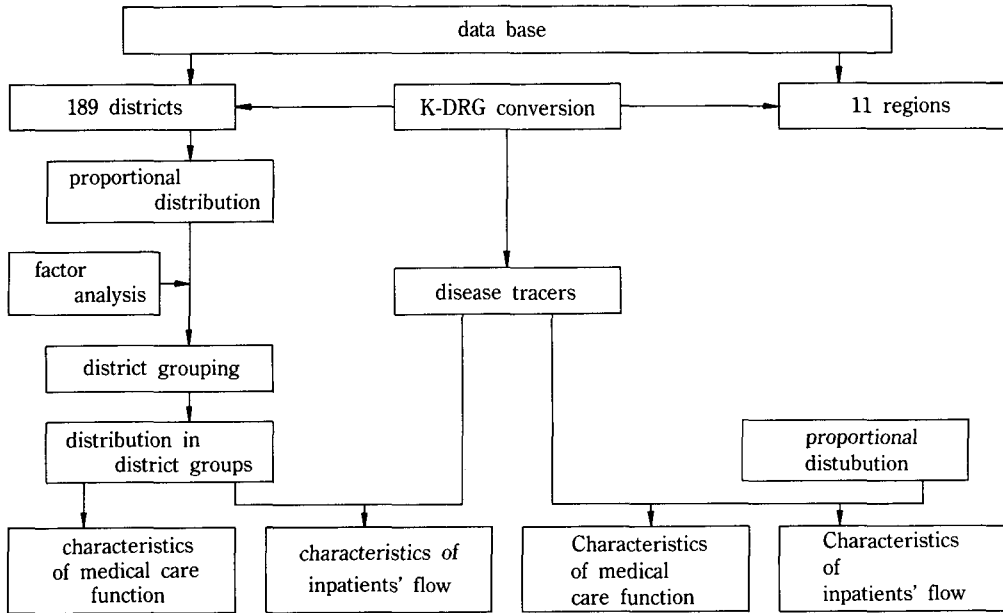 data base
189 districts
K-DRG conversion
11 regions
proportional
distribution
factor
analysis
disease tracers
district grouping
distribution in
district groups
proportional
distubution
characteristics
of medical care
function
characteristics of
inpatients' flow
Characteristics
of medical
care function
Characteristics
of
inpatients' flow